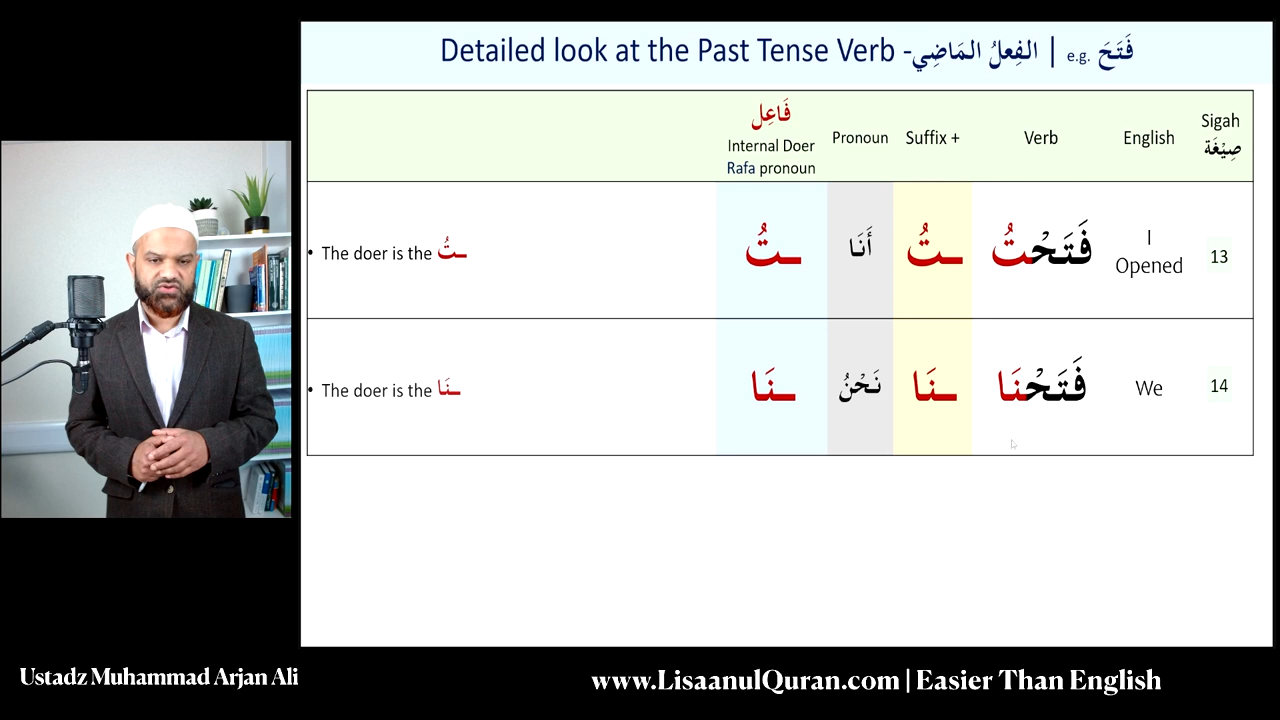 Detailed look at the Past Tense Verb - الفِعلُ المَاضِي | e.g. فَتَحَ
فَاعِل
Internal Doer
Rafa pronoun
Pronoun
Suffix +
Verb
English
Sigah
صِيْغَة
• The doer is the ـتُ
ـتُ
أَنَا
ـتُ
فَتَحْتُ
I
Opened
13
• The doer is the ـنَا
ـنَا
نَحْنُ
ـنَا
فَتَحْنَا
We
14
Ustadz Muhammad Arjan Ali
www.LisaanulQuran.com | Easier Than English